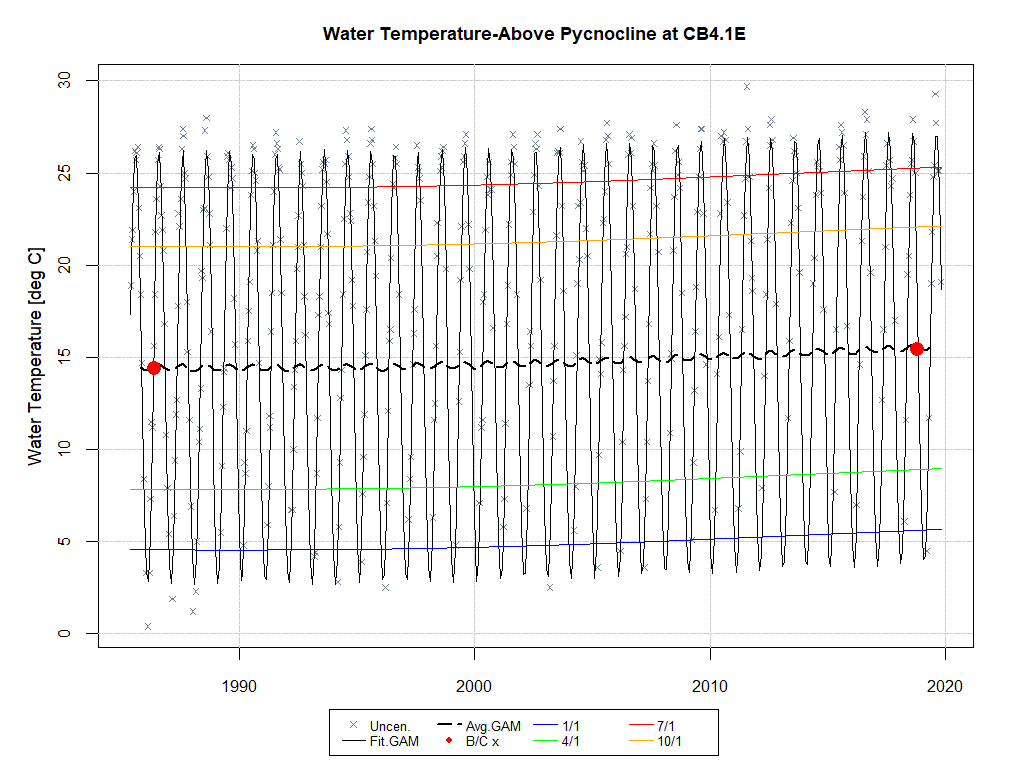 Water Temperature-Above Pycnocline at CB4.1E
Water Temperature [deg C]
30
25
20
15
10
5
0
1990 2000 2010 2020
Uncen. Avg.GAM 1/1 7/1
Fit.GAM B/C x 4/1 10/1